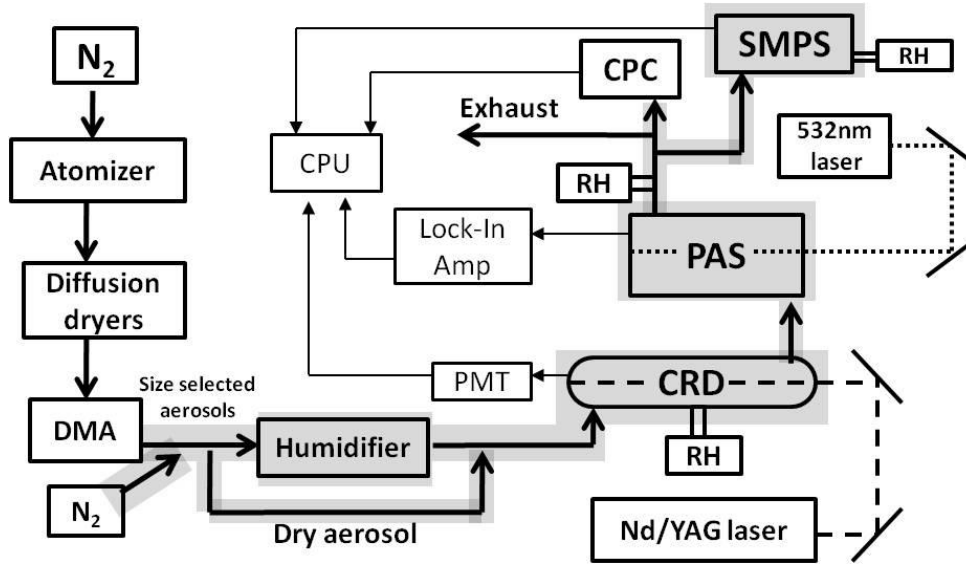 N₂
Atomizer
Diffusion
dryers
DMA
N₂
Size selected
aerosols
Humidifier
Dry aerosol
SMPS
RH
CPC
Exhaust
CPU
RH
532nm
laser
Lock-In
Amp
PAS
PMT
CRD
RH
Nd/YAG laser